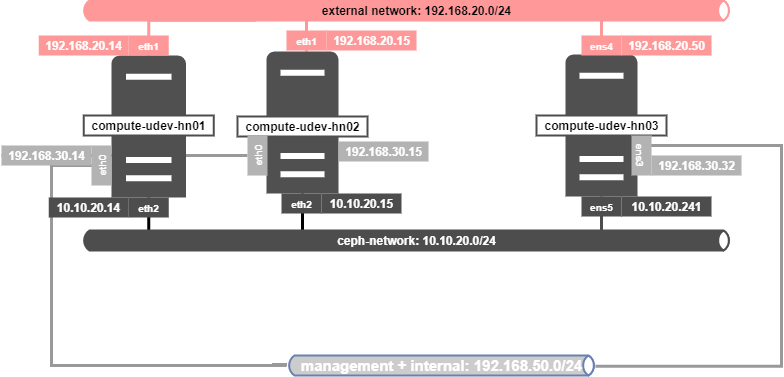 external network: 192.168.20.0/24
192.168.20.14 eth1
eth1 192.168.20.15
ens4 192.168.20.50
compute-udev-hn01
compute-udev-hn02
compute-udev-hn03
192.168.30.14 eth0
eth0 192.168.30.15
ens3
192.168.30.32
10.10.20.14 eth2
eth2 10.10.20.15
ens5 10.10.20.241
ceph-network: 10.10.20.0/24
management + internal: 192.168.50.0/24